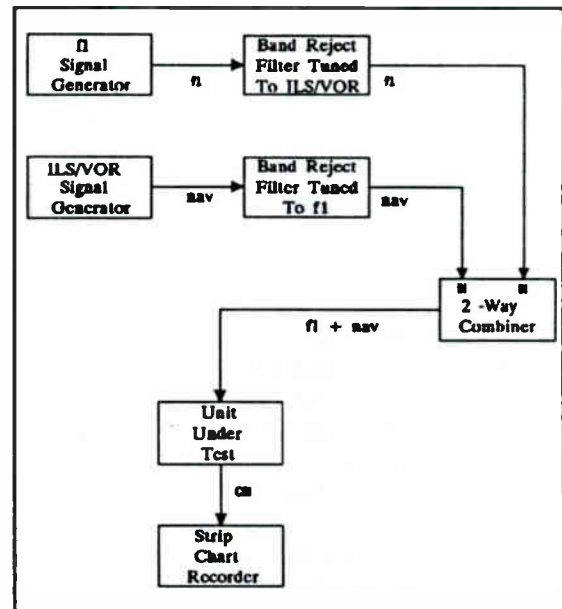 f1
Signal
Generator
f1
Band Reject
Filter Tuned
To ILS/VOR
f1
ILS/VOR
Signal
Generator
nav
Band Reject
Filter Tuned
To f1
nav
2 -Way
Combiner
f1 + nav
Unit
Under
Test
Strip
Chart
Recorder